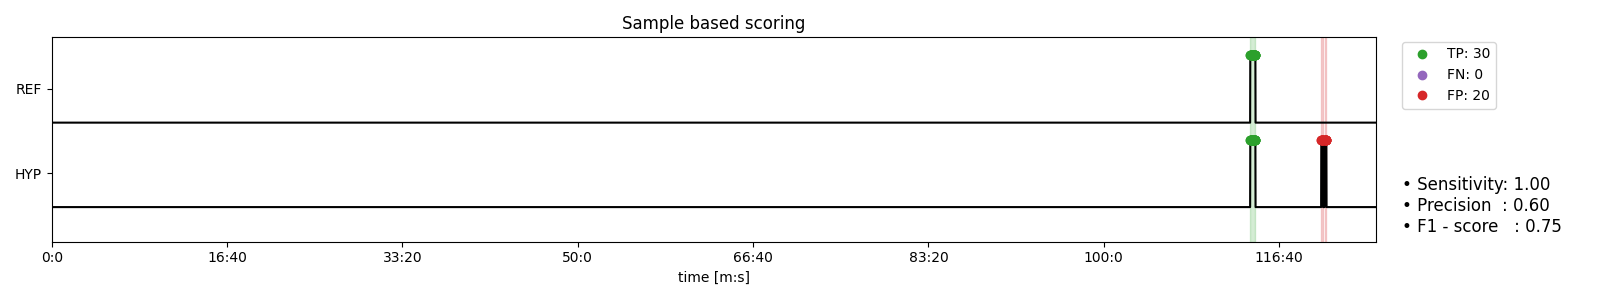 Sample based scoring
REF
HYP
0:0
16:40
33:20
50:0
66:40
83:20
100:0
116:40
time [m:s]
TP: 30
FN: 0
FP: 20
• Sensitivity: 1.00
• Precision : 0.60
• F1 - score : 0.75